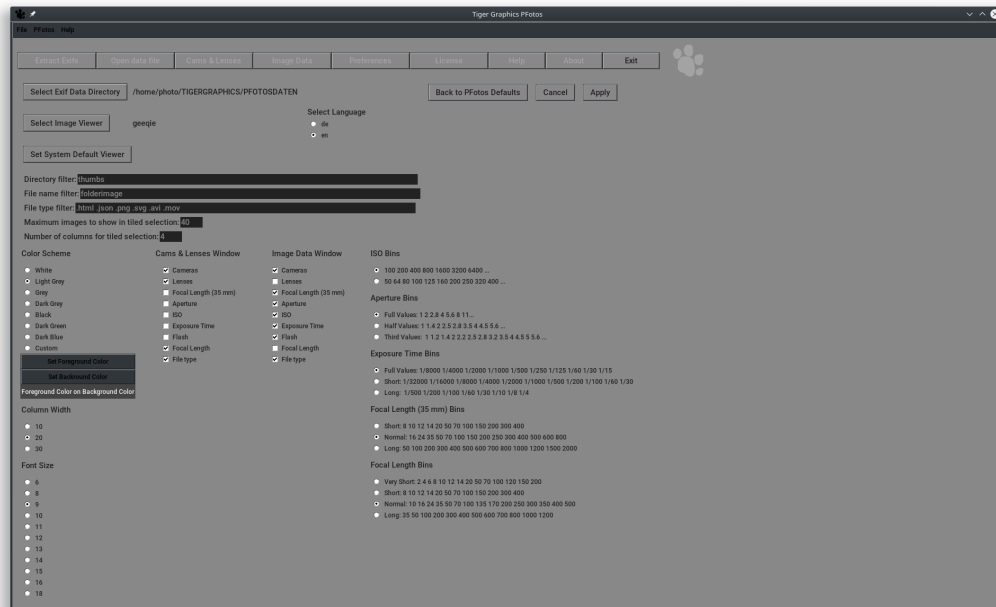 Tiger Graphics PFotos
File PFotos Help
Extract Exifs Open data file Cams & Lenses Image Data Preferences License Help About Exit
Select Exif Data Directory /home/photo/TIGERGRAPHICS/PFOTOSDATEN Back to PFotos Defaults Cancel Apply
Select Language
Select Image Viewer geeqie de
en
Set System Default Viewer
Directory filter: thumbs
File name filter: folderimage
File type filter: .html .json .png .svg .avi .mov
Maximum images to show in tiled selection: 40
Number of columns for tiled selection: 4
Color Scheme
White
Light Grey
Grey
Dark Grey
Black
Dark Green
Dark Blue
Custom
Set Foreground Color
Set Backround Color
Foreground Color on Background Color
Column Width
10
20
30
Font Size
6
8
9
10
11
12
13
14
15
16
18
Cams & Lenses Window
Cameras
Lenses
Focal Length (35 mm)
Aperture
ISO
Exposure Time
Flash
Focal Length
File type
Image Data Window
Cameras
Lenses
Focal Length (35 mm)
Aperture
ISO
Exposure Time
Flash
Focal Length
File type
ISO Bins
100 200 400 800 1600 3200 6400 ...
50 64 80 100 125 160 200 250 320 400 ...
Aperture Bins
Full Values: 1 2 2.8 4 5.6 8 11...
Half Values: 1 1.4 2 2.5 2.8 3.5 4 4.5 5.6 ...
Third Values: 1 1.2 1.4 2 2.2 2.5 2.8 3.2 3.5 4 4.5 5 5.6 ...
Exposure Time Bins
Full Values: 1/8000 1/4000 1/2000 1/1000 1/500 1/250 1/125 1/60 1/30 1/15
Short: 1/32000 1/16000 1/8000 1/4000 1/2000 1/1000 1/500 1/200 1/100 1/60 1/30
Long: 1/500 1/200 1/100 1/60 1/30 1/10 1/8 1/4
Focal Length (35 mm) Bins
Short: 8 10 12 14 20 50 70 100 150 200 300 400
Normal: 16 24 35 50 70 100 150 200 250 300 400 500 600 800
Long: 50 100 200 300 400 500 600 700 800 1000 1200 1500 2000
Focal Length Bins
Very Short: 2 4 6 8 10 12 14 20 50 70 100 120 150 200
Short: 8 10 12 14 20 50 70 100 150 200 300 400
Normal: 10 16 24 35 50 70 100 135 170 200 250 300 350 400 500
Long: 35 50 100 200 300 400 500 600 700 800 1000 1200